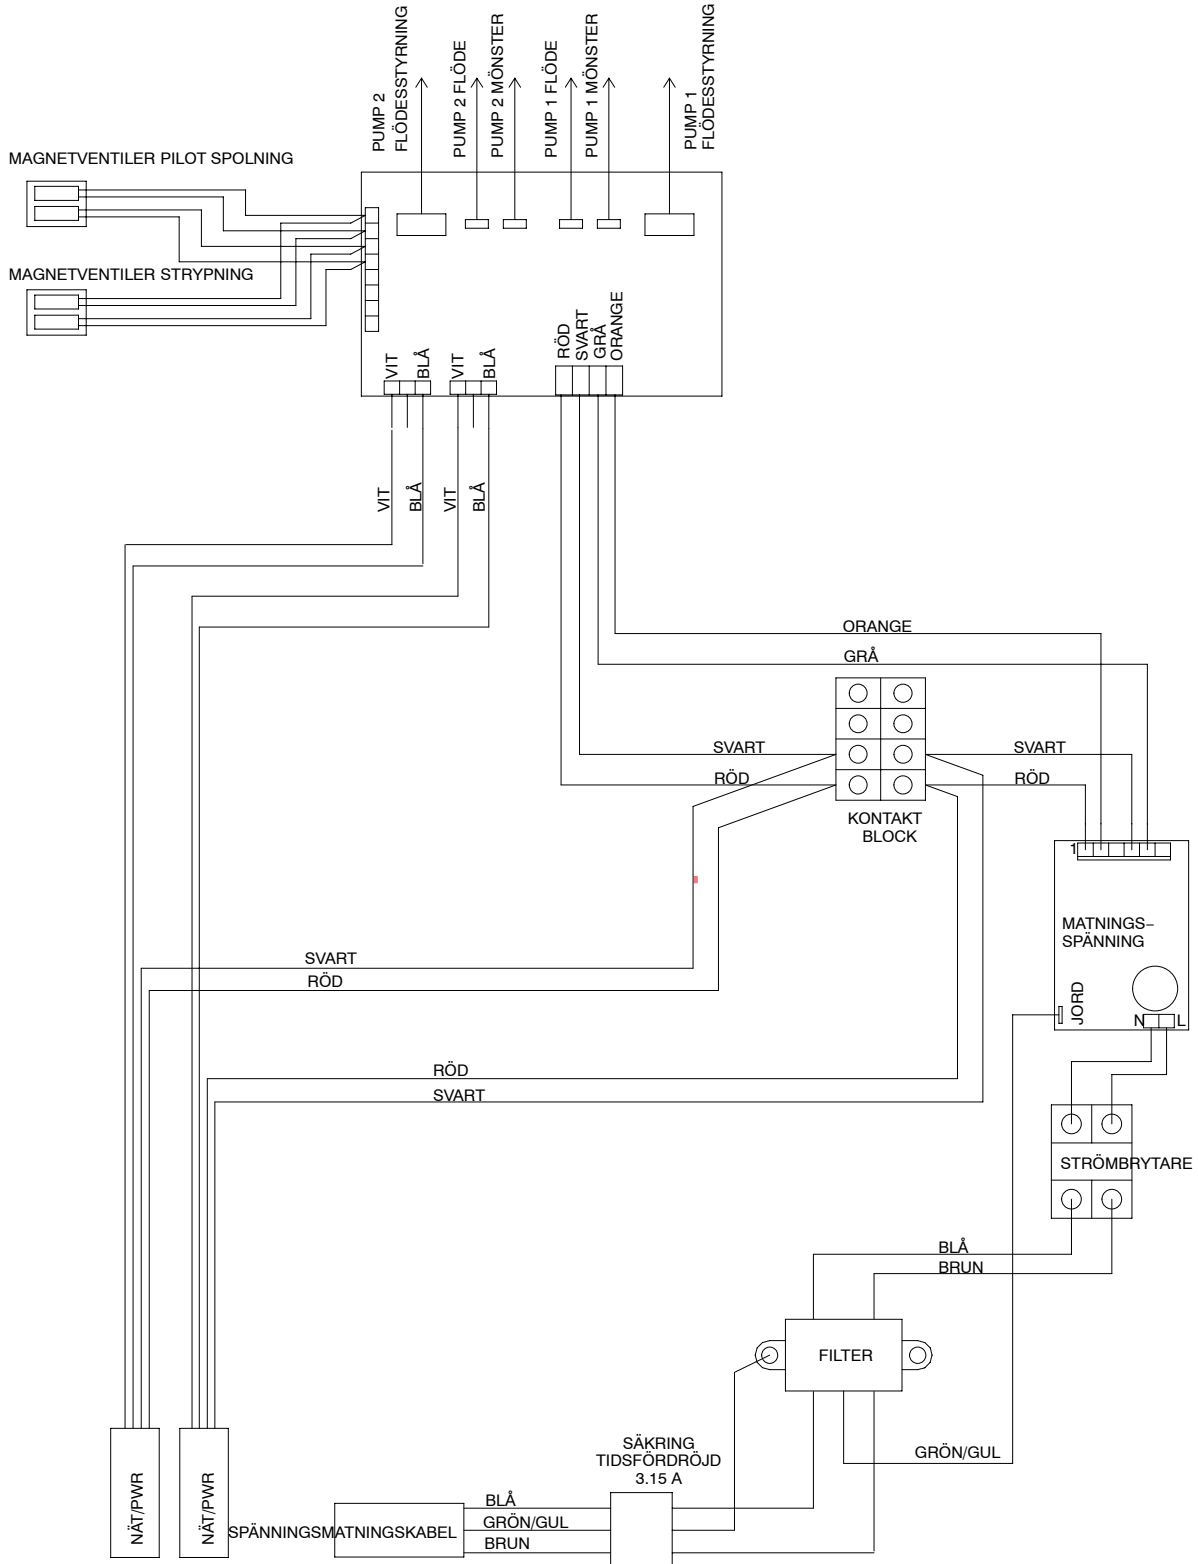 PUMP 2
FLÖDESSTYRNING
PUMP 2 FLÖDE
PUMP 2 MÖNSTER
PUMP 1 FLÖDE
PUMP 1 MÖNSTER
PUMP 1
FLÖDESSTYRNING
MAGNETVENTILER PILOT SPOLNING
MAGNETVENTILER STRYPNING
VIT
BLÅ
VIT
BLÅ
RÖD
SVART
GRÅ
ORANGE
VIT
BLÅ
VIT
BLÅ
ORANGE
GRÅ
SVART
SVART
RÖD
RÖD
KONTAKT
BLOCK
1
MATNINGS–
SPÄNNING
JORD
N
L
SVART
RÖD
RÖD
SVART
STRÖMBRYTARE
BLÅ
BRUN
FILTER
GRÖN/GUL
SÄKRING
TIDSFÖRDRÖJD
3.15 A
NÄT/PWR
NÄT/PWR
SPÄNNINGSMATNINGSKABEL
BLÅ
GRÖN/GUL
BRUN